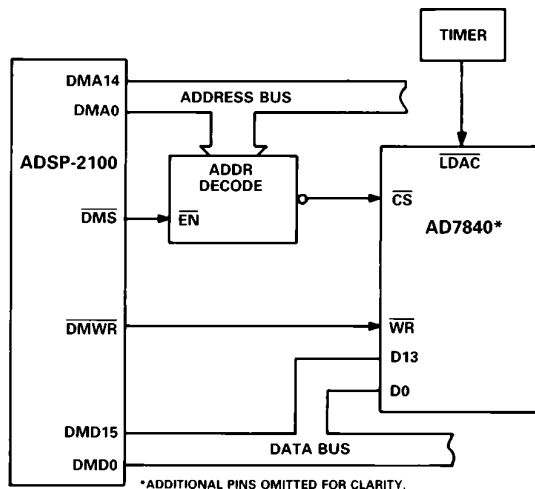 TIMER
DMA14
ADDRESS BUS
DMA0
ADSP-2100
ADDR
DECODE
LDAC
DMS
EN
CS
AD7840*
DMWR
WR
D13
D0
DMD15
DATA BUS
DMD0
*ADDITIONAL PINS OMITTED FOR CLARITY.